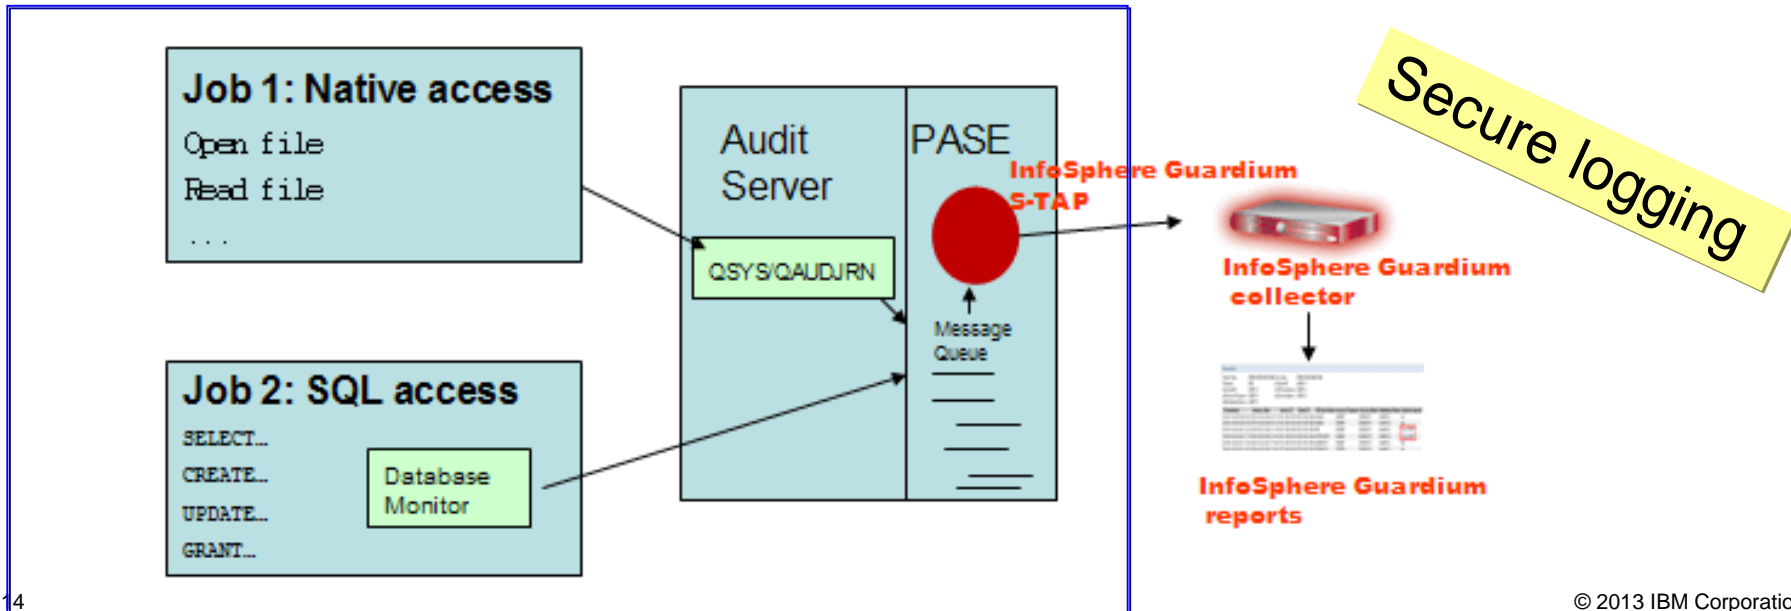 Job 1: Native access
Open file
Read file
...
Job 2: SQL access
SELECT…
CREATE…
UPDATE…
GRANT…
Database
Monitor
Audit
Server
QSYS/QAUDJRN
PASE
InfoSphere Guardium
S-TAP
Message
Queue
InfoSphere Guardium
collector
InfoSphere Guardium
reports
Secure logging
14
© 2013 IBM Corporatio